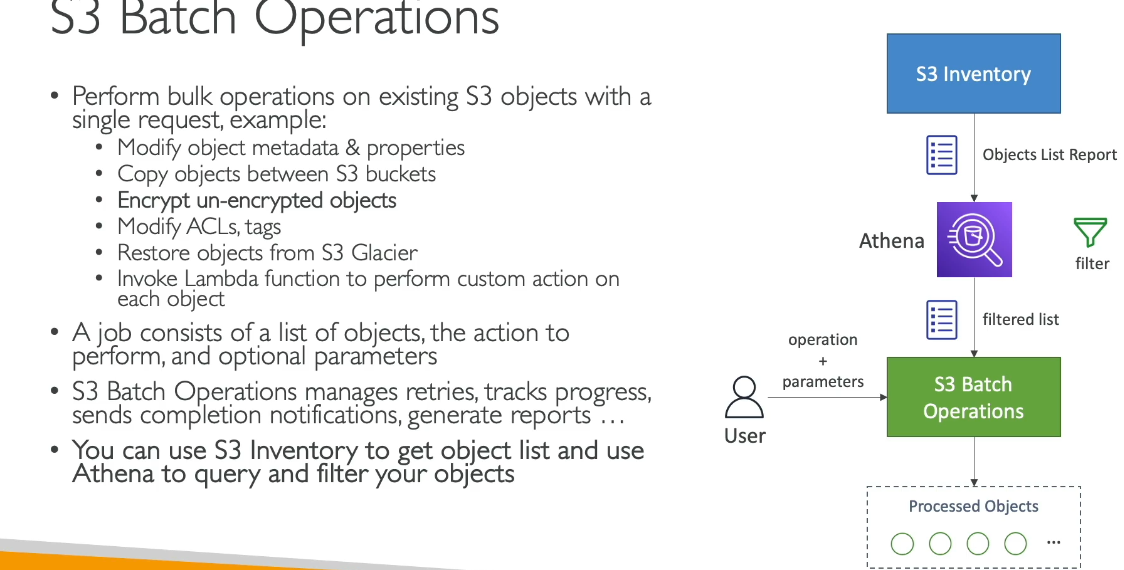 S3 Batch Operations
• Perform bulk operations on existing S3 objects with a
single request, example:
• Modify object metadata & properties
• Copy objects between S3 buckets
• Encrypt un-encrypted objects
• Modify ACLs, tags
• Restore objects from S3 Glacier
• Invoke Lambda function to perform custom action on
each object
• A job consists of a list of objects, the action to
perform, and optional parameters
• S3 Batch Operations manages retries, tracks progress,
sends completion notifications, generate reports …
• You can use S3 Inventory to get object list and use
Athena to query and filter your objects
S3 Inventory
Objects List Report
Athena
filter
filtered list
operation
+
parameters
User
S3 Batch
Operations
Processed Objects
...